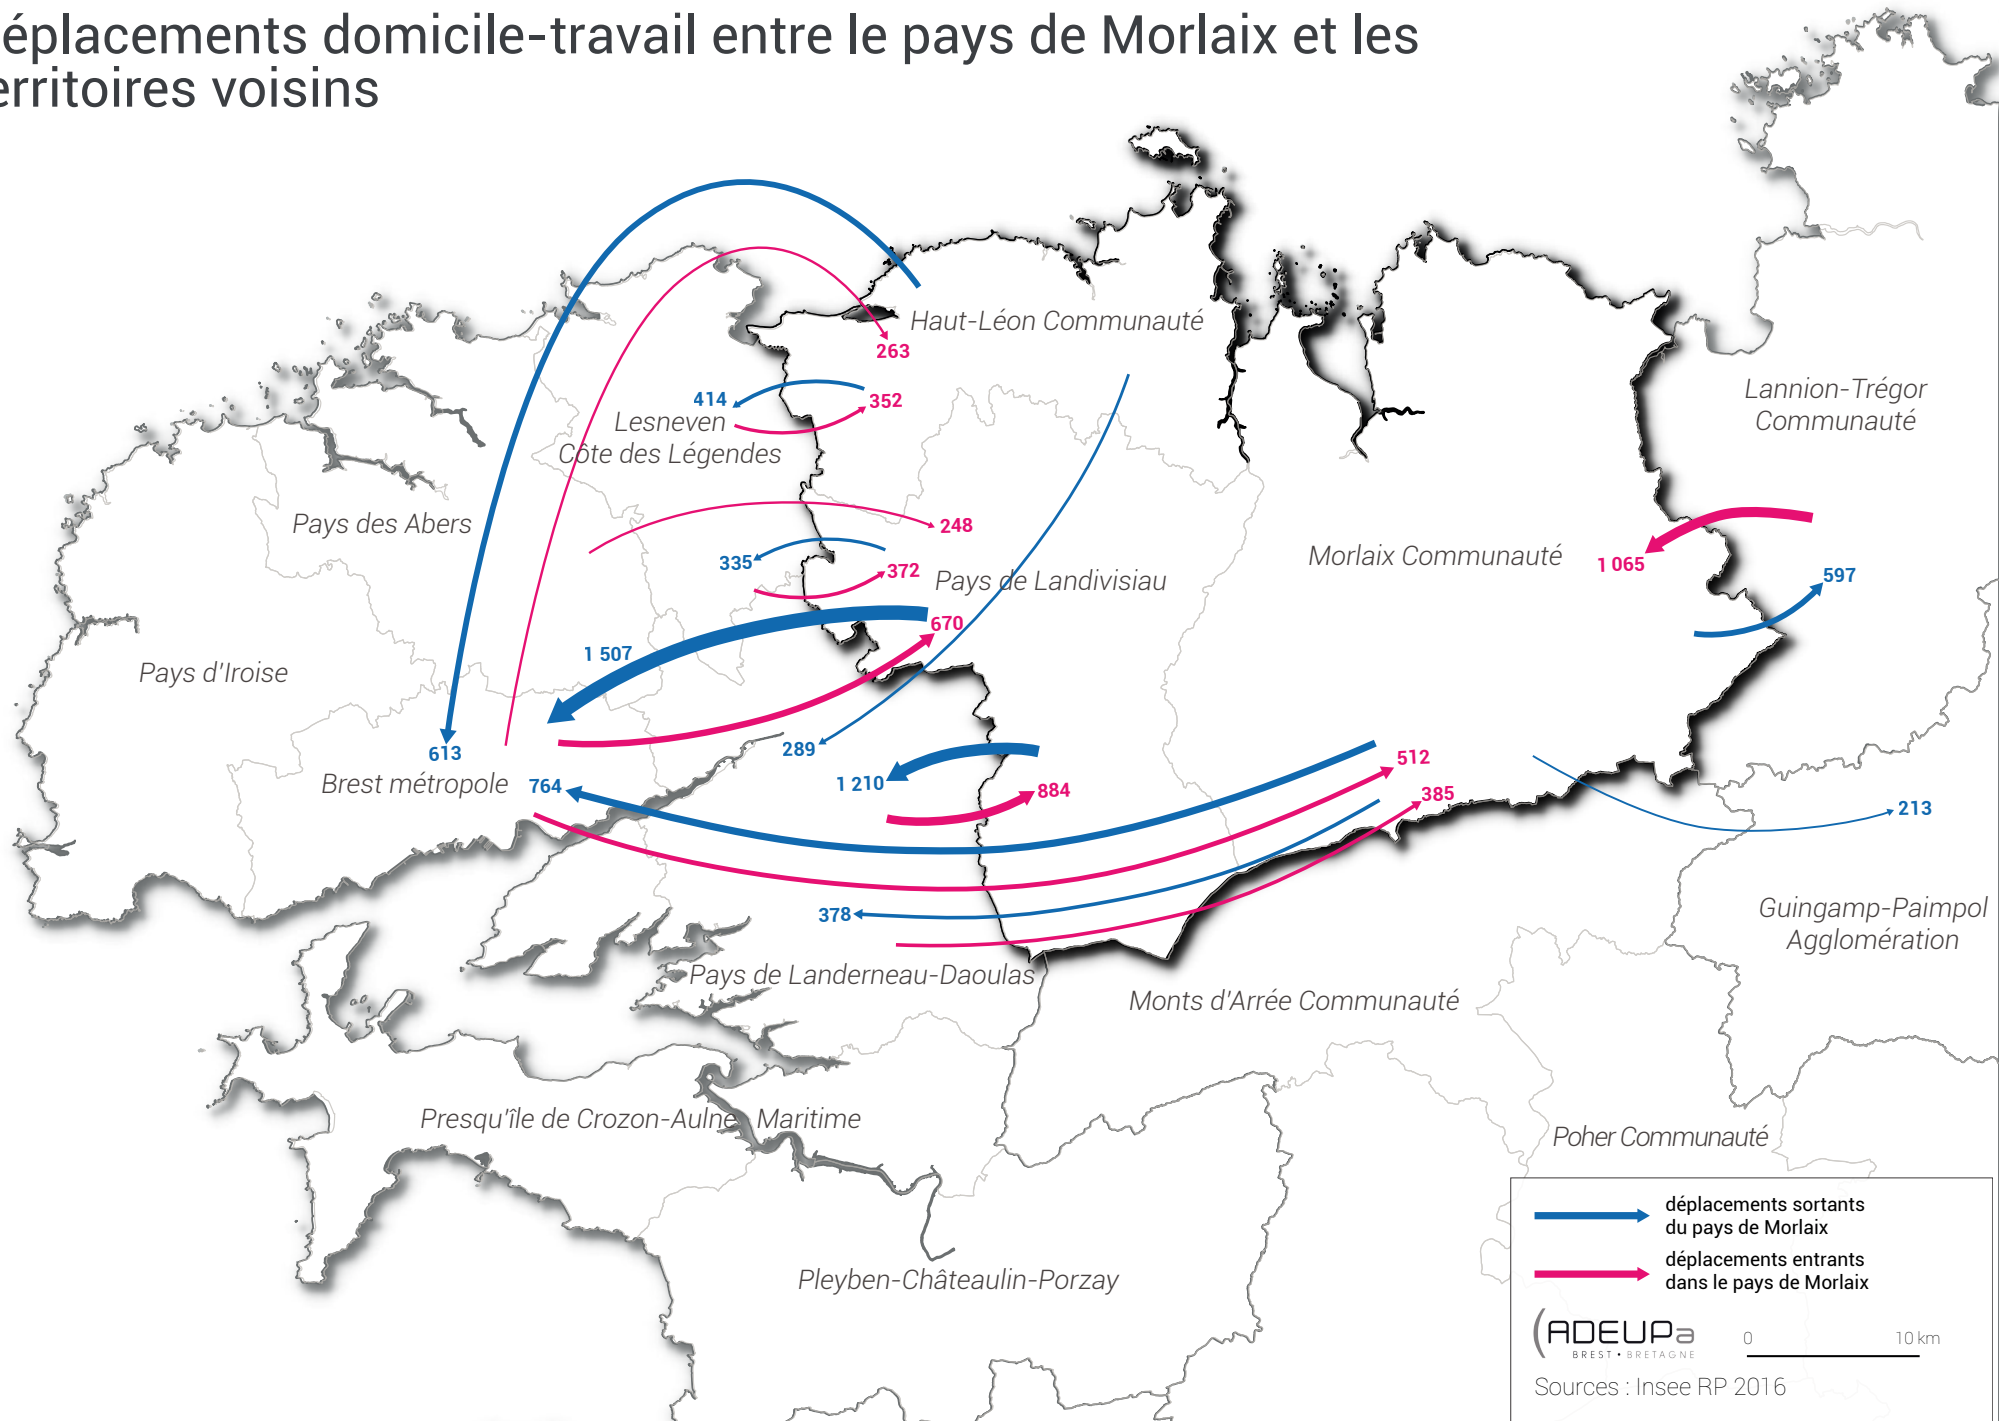 éplacements domicile-travail entre le pays de Morlaix et les
erritoires voisins
Haut-Léon Communauté
263
414
352
Lesneven
Côte des Légendes
Lannion-Trégor
Communauté
Pays des Abers
248
335
372
Pays de Landivisiau
Morlaix Communauté
1 065
597
670
1 507
Pays d'Iroise
613
289
Brest métropole
764
1 210
884
512
385
213
378
Guingamp-Paimpol
Agglomération
Pays de Landerneau-Daoulas
Monts d'Arrée Communauté
Presqu'île de Crozon-Aulne Maritime
Poher Communauté
Pleyben-Châteaulin-Porzay
déplacements sortants
du pays de Morlaix
déplacements entrants
dans le pays de Morlaix
ADEUPa
BREST • BRETAGNE
0 10 km
Sources : Insee RP 2016